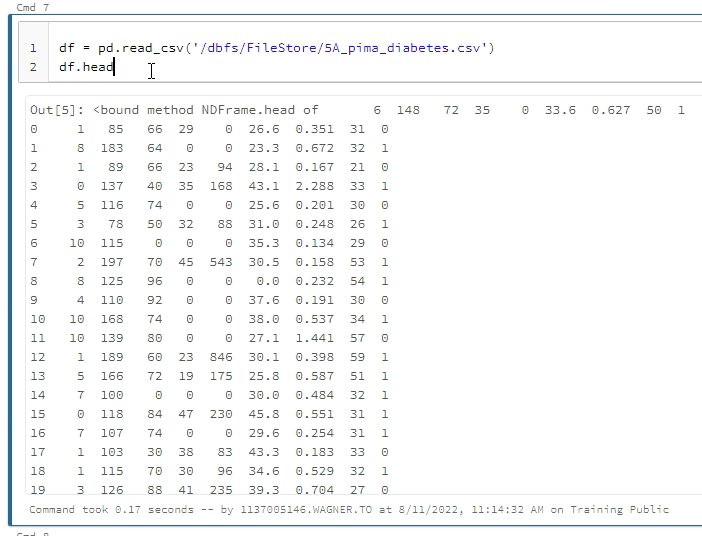 Cmd 7
1 df = pd.read_csv('/dbfs/FileStore/5A_pima_diabetes.csv')
2 df.head
Out[5]: <bound method NDFrame.head of 6 148 72 35 0 33.6 0.627 50 1
0 1 85 66 29 0 26.6 0.351 31 0
1 8 183 64 0 0 23.3 0.672 32 1
2 1 89 66 23 94 28.1 0.167 21 0
3 0 137 40 35 168 43.1 2.288 33 1
4 5 116 74 0 0 25.6 0.201 30 0
5 3 78 50 32 88 31.0 0.248 26 1
6 10 115 0 0 0 35.3 0.134 29 0
7 2 197 70 45 543 30.5 0.158 53 1
8 8 125 96 0 0 0.0 0.232 54 1
9 4 110 92 0 0 37.6 0.191 30 0
10 10 168 74 0 0 38.0 0.537 34 1
11 10 139 80 0 0 27.1 1.441 57 0
12 1 189 60 23 846 30.1 0.398 59 1
13 5 166 72 19 175 25.8 0.587 51 1
14 7 100 0 0 0 30.0 0.484 32 1
15 0 118 84 47 230 45.8 0.551 31 1
16 7 107 74 0 0 29.6 0.254 31 1
17 1 103 30 38 83 43.3 0.183 33 0
18 1 115 70 30 96 34.6 0.529 32 1
19 3 126 88 41 235 39.3 0.704 27 0
Command took 0.17 seconds -- by 1137005146.WAGNER.TO at 8/11/2022, 11:14:32 AM on Training Public